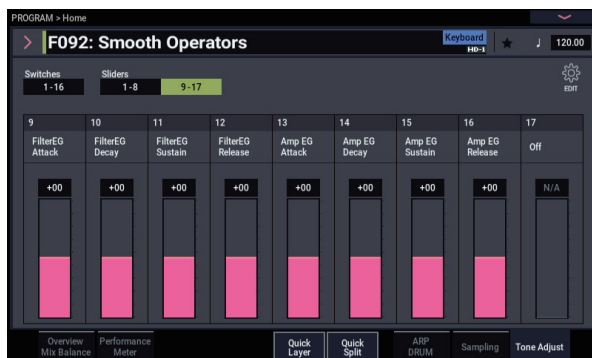 PROGRAM > Home
F092: Smooth Operators
Keyboard
HD-1
♩ 120.00
Switches
1-16
Sliders
1-8 9-17
EDIT
9 10 11 12 13 14 15 16 17
FilterEG Attack
FilterEG Decay
FilterEG Sustain
FilterEG Release
Amp EG Attack
Amp EG Decay
Amp EG Sustain
Amp EG Release
Off
+00 +00 +00 +00 +00 +00 +00 +00 N/A
Overview Mix Balance
Performance Meter
Quick Layer
Quick Split
ARP DRUM
Sampling
Tone Adjust